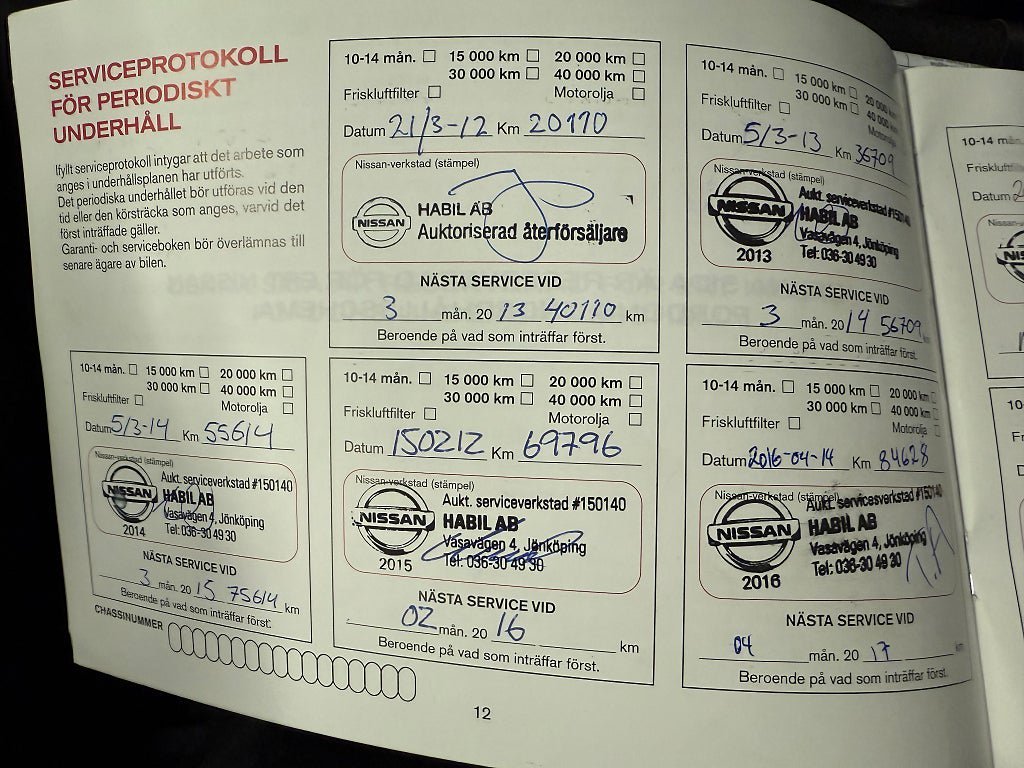 SERVICEPROTOKOLL
FÖR PERIODISKT
UNDERHÅLL
Ifyllt serviceprotokoll intygar att det arbete som
anges i underhållsplanen har utförts.
Det periodiska underhållet bör utföras vid den
tid eller den körsträcka som anges, varvid det
först inträffade gäller.
Garanti- och serviceboken bör överlämnas till
senare ägare av bilen.
10-14 mån. 15 000 km 20 000 km
30 000 km 40 000 km
Friskluftfilter Motorolja
Datum 21/3-12 Km 20110
Nissan-verkstad (stämpel)
NISSAN
HABIL AB
Auktoriserad återförsäljare
NÄSTA SERVICE VID
3 mån. 20 13 40110 km
Beroende på vad som inträffar först.
10-14 mån. 15 000 km 20 000
30 000 km 40 000
Friskluftfilter
Datum 5/3-13 Km 36709
Nissan-verkstad (stämpel)
NISSAN
2013
Aukt. serviceverkstad #150140
HABIL AB
Vasavägen 4, Jönköping
Tel: 036-30 49 30
NÄSTA SERVICE VID
3 mån. 20 14 56709
Beroende på vad som inträffar först.
10-14 mån. 15 000 km 20 000 km
30 000 km 40 000 km
Friskluftfilter Motorolja
Datum 5/3-14 Km 55614
Nissan-verkstad (stämpel)
NISSAN
2014
Aukt. serviceverkstad #150140
HABIL AB
Vasavägen 4, Jönköping
Tel: 036-30 49 30
NÄSTA SERVICE VID
3 mån. 20 15 75614 km
Beroende på vad som inträffar först.
CHASSINUMMER
10-14 mån. 15 000 km 20 000 km
30 000 km 40 000 km
Friskluftfilter Motorolja
Datum 150212 Km 69796
Nissan-verkstad (stämpel)
NISSAN
2015
Aukt. serviceverkstad #150140
HABIL AB
Vasavägen 4, Jönköping
Tel: 036-30 49 30
NÄSTA SERVICE VID
02 mån. 20 16 km
Beroende på vad som inträffar först.
10-14 mån. 15 000 km 20 000 km
30 000 km 40 000 km
Friskluftfilter Motorolja
Datum 2016-04-14 Km 84628
Nissan-verkstad (stämpel)
NISSAN
2016
Aukt. serviceverkstad #150140
HABIL AB
Vasavägen 4, Jönköping
Tel: 036-30 49 30
NÄSTA SERVICE VID
04 mån. 20 17 km
Beroende på vad som inträffar först.
12
10-14